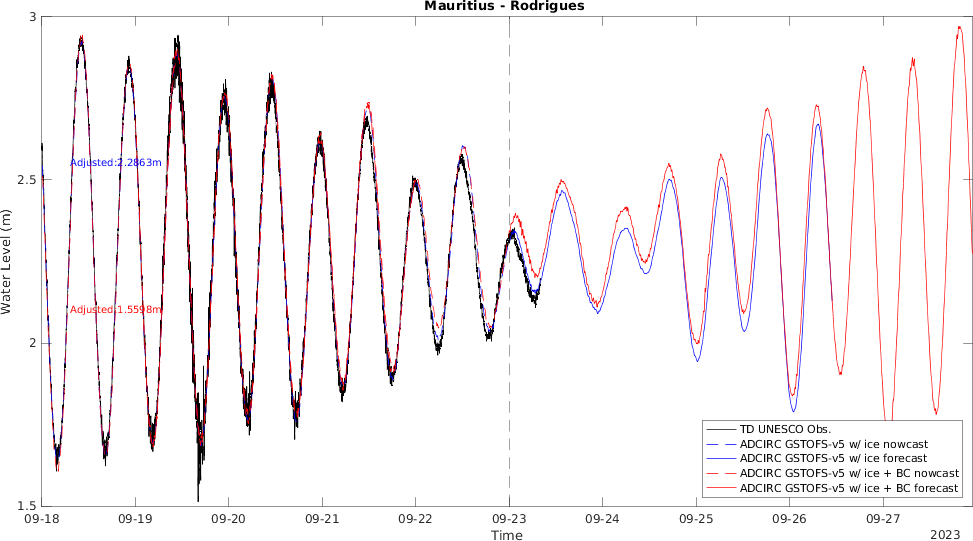 Mauritius - Rodrigues
3
2.5
2
1.5
Water Level (m)
Adjusted:2.2863m
Adjusted:1.5598m
TD UNESCO Obs.
ADCIRC GSTOFS-v5 w/ ice nowcast
ADCIRC GSTOFS-v5 w/ ice forecast
ADCIRC GSTOFS-v5 w/ ice + BC nowcast
ADCIRC GSTOFS-v5 w/ ice + BC forecast
09-18 09-19 09-20 09-21 09-22 09-23 09-24 09-25 09-26 09-27
Time
2023